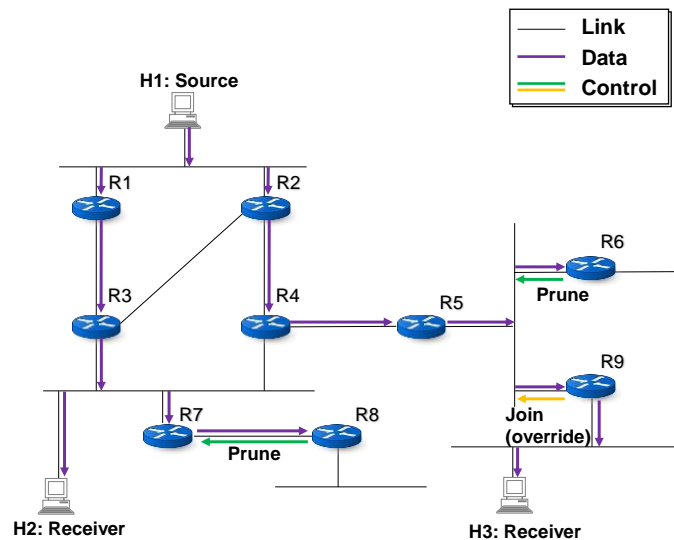 Link
Data
Control
H1: Source
R1
R2
R3
R4
R5
R6
Prune
R9
Join
(override)
R7
R8
Prune
H2: Receiver
H3: Receiver